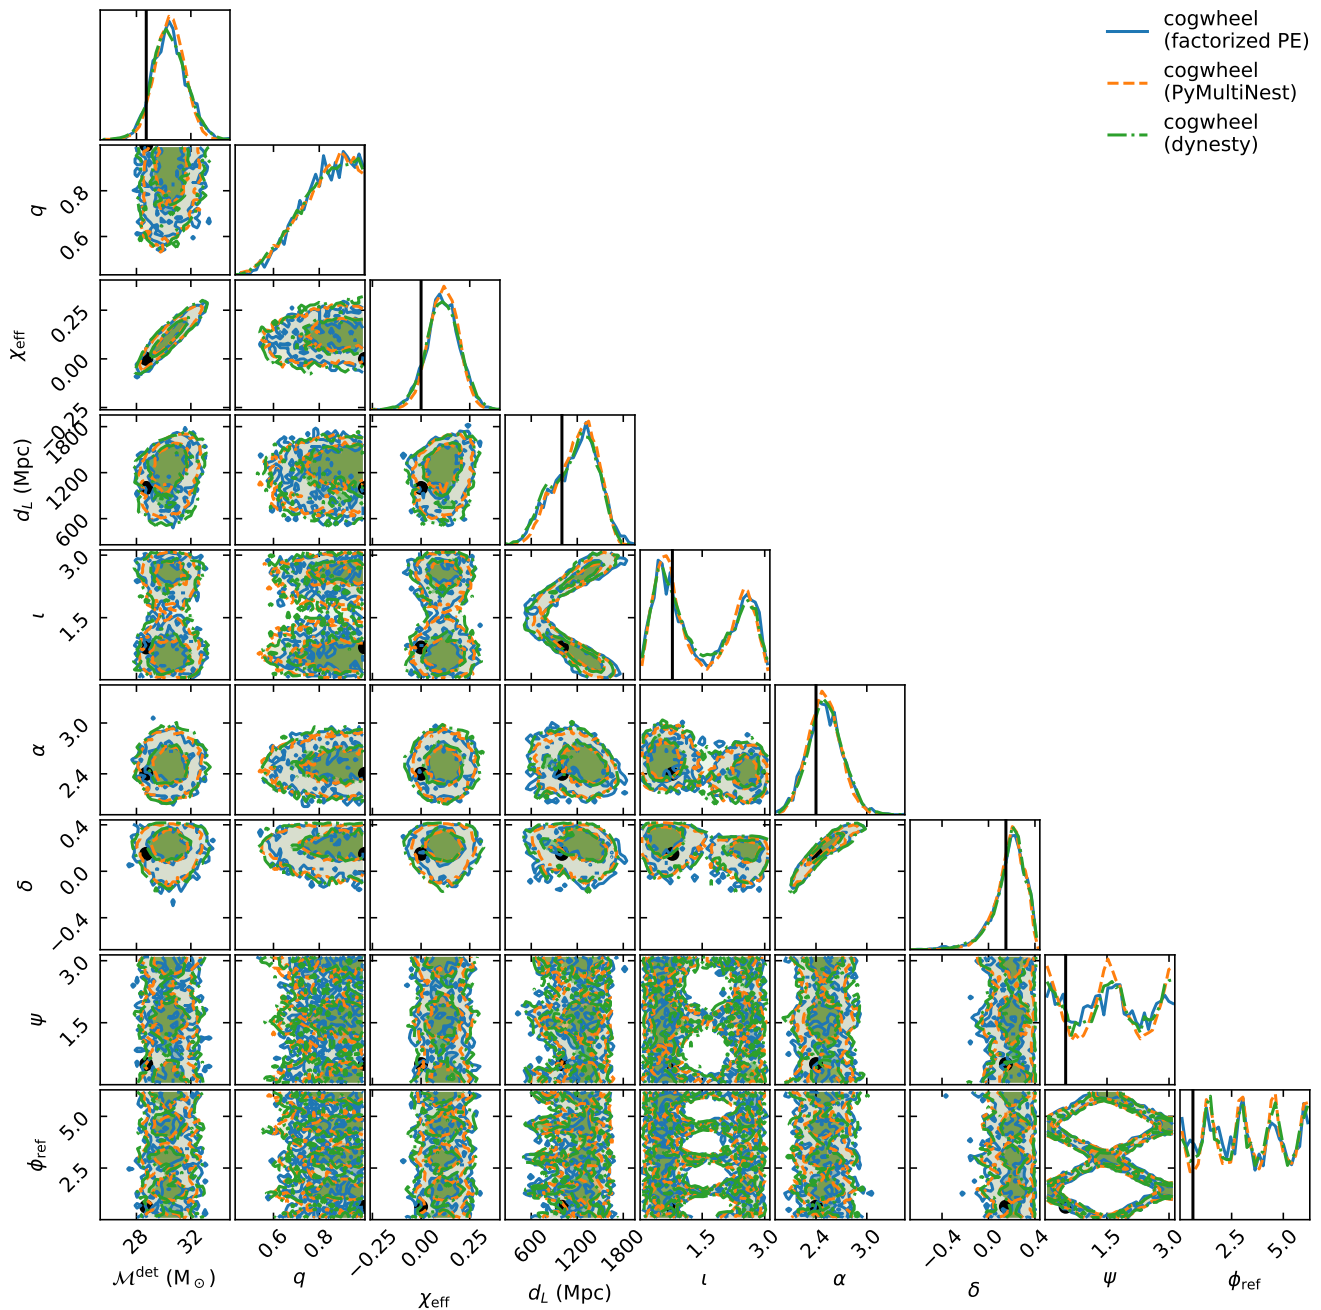 cogwheel
(factorized PE)
cogwheel
(PyMultiNest)
cogwheel
(dynesty)
q
0.8
0.6
χeff
0.25
0.00
−0.25
dL (Mpc)
1800
1200
600
ι
3.0
1.5
α
3.0
2.4
δ
0.4
0.0
−0.4
ψ
3.0
1.5
ϕref
5.0
2.5
28 32 0.6 0.8 −0.25 0.00 0.25 600 1200 1800 1.5 3.0 2.4 3.0 −0.4 0.0 0.4 1.5 3.0 2.5 5.0
ℳdet (M⊙) q χeff dL (Mpc) ι α δ ψ ϕref